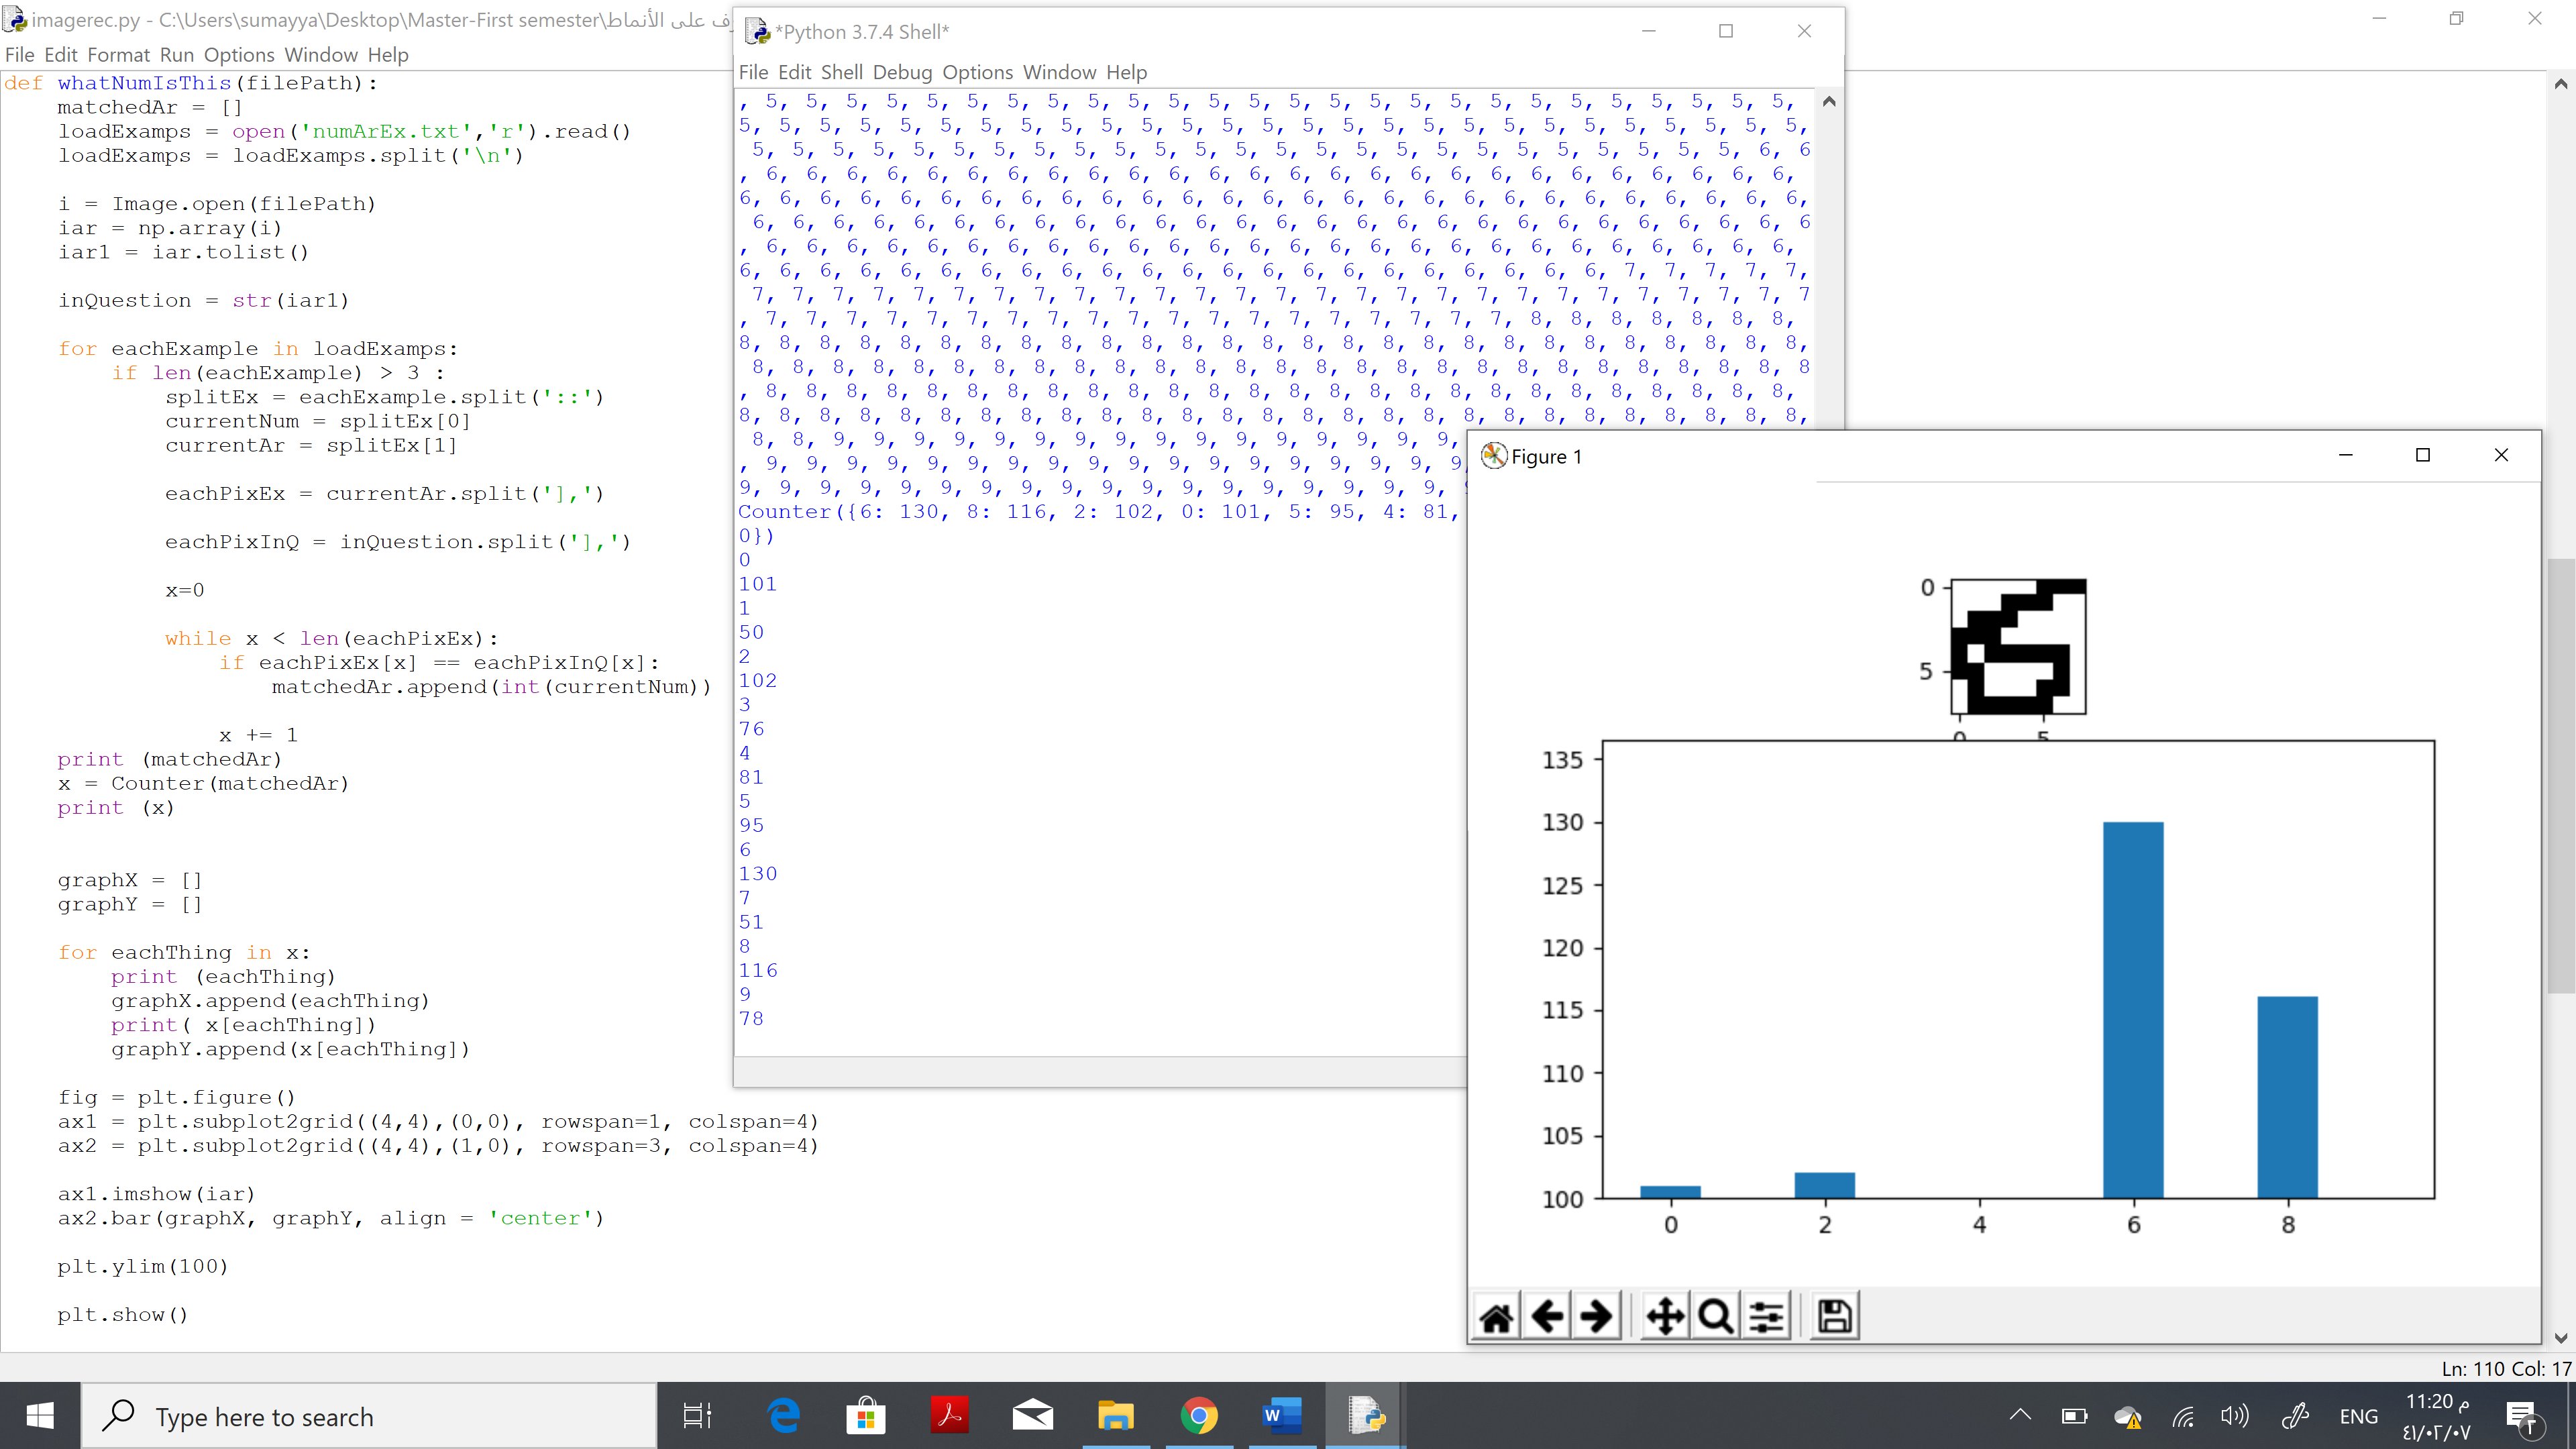 imagerec.py - C:\Users\sumayya\Desktop\Master-First semester\ف على الأنماط
File Edit Format Run Options Window Help
def whatNumIsThis(filePath):
    matchedAr = []
    loadExamps = open('numArEx.txt','r').read()
    loadExamps = loadExamps.split('\n')
    i = Image.open(filePath)
    iar = np.array(i)
    iar1 = iar.tolist()
    inQuestion = str(iar1)
    for eachExample in loadExamps:
        if len(eachExample) > 3 :
            splitEx = eachExample.split('::')
            currentNum = splitEx[0]
            currentAr = splitEx[1]
            eachPixEx = currentAr.split('],')
            eachPixInQ = inQuestion.split('],')
            x=0
            while x < len(eachPixEx):
                if eachPixEx[x] == eachPixInQ[x]:
                    matchedAr.append(int(currentNum))
                x += 1
    print (matchedAr)
    x = Counter(matchedAr)
    print (x)
    graphX = []
    graphY = []
    for eachThing in x:
        print (eachThing)
        graphX.append(eachThing)
        print( x[eachThing])
        graphY.append(x[eachThing])
    fig = plt.figure()
    ax1 = plt.subplot2grid((4,4),(0,0), rowspan=1, colspan=4)
    ax2 = plt.subplot2grid((4,4),(1,0), rowspan=3, colspan=4)
    ax1.imshow(iar)
    ax2.bar(graphX, graphY, align = 'center')
    plt.ylim(100)
    plt.show()
*Python 3.7.4 Shell*
File Edit Shell Debug Options Window Help
, 5, 5, 5, 5, 5, 5, 5, 5, 5, 5, 5, 5, 5, 5, 5, 5, 5, 5, 5, 5, 5, 5, 5, 5, 5, 5,
5, 5, 5, 5, 5, 5, 5, 5, 5, 5, 5, 5, 5, 5, 5, 5, 5, 5, 5, 5, 5, 5, 5, 5, 5, 5, 5,
5, 5, 5, 5, 5, 5, 5, 5, 5, 5, 5, 5, 5, 5, 5, 5, 5, 5, 5, 5, 5, 5, 5, 5, 5, 6, 6
, 6, 6, 6, 6, 6, 6, 6, 6, 6, 6, 6, 6, 6, 6, 6, 6, 6, 6, 6, 6, 6, 6, 6, 6, 6, 6,
6, 6, 6, 6, 6, 6, 6, 6, 6, 6, 6, 6, 6, 6, 6, 6, 6, 6, 6, 6, 6, 6, 6, 6, 6, 6, 6,
6, 6, 6, 6, 6, 6, 6, 6, 6, 6, 6, 6, 6, 6, 6, 6, 6, 6, 6, 6, 6, 6, 6, 6, 6, 6, 6
, 6, 6, 6, 6, 6, 6, 6, 6, 6, 6, 6, 6, 6, 6, 6, 6, 6, 6, 6, 6, 6, 6, 6, 6, 6, 6,
6, 6, 6, 6, 6, 6, 6, 6, 6, 6, 6, 6, 6, 6, 6, 6, 6, 6, 6, 6, 6, 6, 7, 7, 7, 7, 7,
7, 7, 7, 7, 7, 7, 7, 7, 7, 7, 7, 7, 7, 7, 7, 7, 7, 7, 7, 7, 7, 7, 7, 7, 7, 7, 7
, 7, 7, 7, 7, 7, 7, 7, 7, 7, 7, 7, 7, 7, 7, 7, 7, 7, 7, 7, 8, 8, 8, 8, 8, 8, 8,
8, 8, 8, 8, 8, 8, 8, 8, 8, 8, 8, 8, 8, 8, 8, 8, 8, 8, 8, 8, 8, 8, 8, 8, 8, 8, 8,
8, 8, 8, 8, 8, 8, 8, 8, 8, 8, 8, 8, 8, 8, 8, 8, 8, 8, 8, 8, 8, 8, 8, 8, 8, 8, 8
, 8, 8, 8, 8, 8, 8, 8, 8, 8, 8, 8, 8, 8, 8, 8, 8, 8, 8, 8, 8, 8, 8, 8, 8, 8, 8,
8, 8, 8, 8, 8, 8, 8, 8, 8, 8, 8, 8, 8, 8, 8, 8, 8, 8, 8, 8, 8, 8, 8, 8, 8, 8, 8,
8, 8, 9, 9, 9, 9, 9, 9, 9, 9, 9, 9, 9, 9, 9, 9, 9, 9,
, 9, 9, 9, 9, 9, 9, 9, 9, 9, 9, 9, 9, 9, 9, 9, 9, 9, 9
9, 9, 9, 9, 9, 9, 9, 9, 9, 9, 9, 9, 9, 9, 9, 9, 9, 9,
Counter({6: 130, 8: 116, 2: 102, 0: 101, 5: 95, 4: 81,
0})
0
101
1
50
2
102
3
76
4
81
5
95
6
130
7
51
8
116
9
78
Figure 1
0
5
0 5
135
130
125
120
115
110
105
100
0 2 4 6 8
Ln: 110 Col: 17
Type here to search
ENG
11:20 م
٤١/٠٢/٠٧